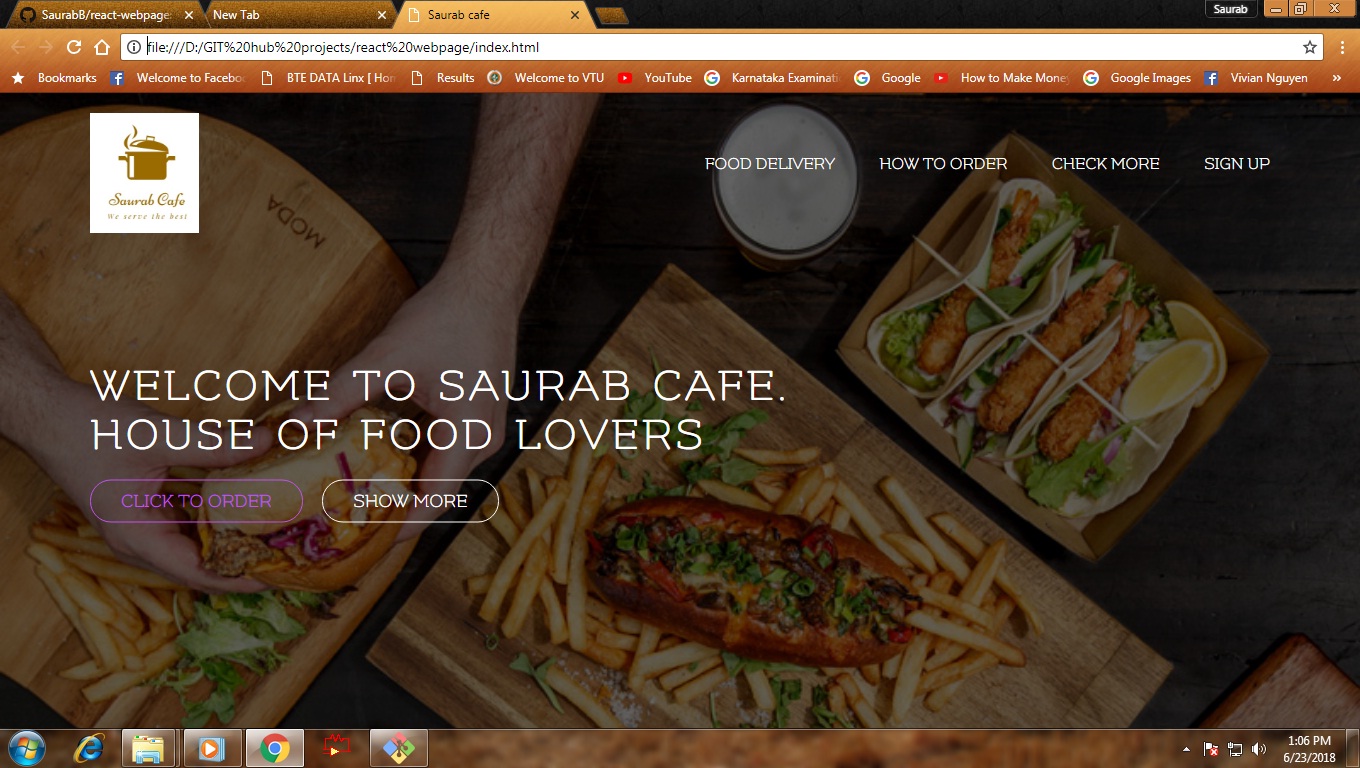 SaurabB/react-webpage:
New Tab
Saurab cafe
Saurab
file:///D:/GIT%20hub%20projects/react%20webpage/index.html
Bookmarks
Welcome to Faceboo
BTE DATA Linx [ Hom
Results
Welcome to VTU
YouTube
Karnataka Examinati
Google
How to Make Money
Google Images
Vivian Nguyen
»
Saurab Cafe
We serve the best
FOOD DELIVERY
HOW TO ORDER
CHECK MORE
SIGN UP
MODA
WELCOME TO SAURAB CAFE.
HOUSE OF FOOD LOVERS
CLICK TO ORDER
SHOW MORE
1:06 PM
6/23/2018